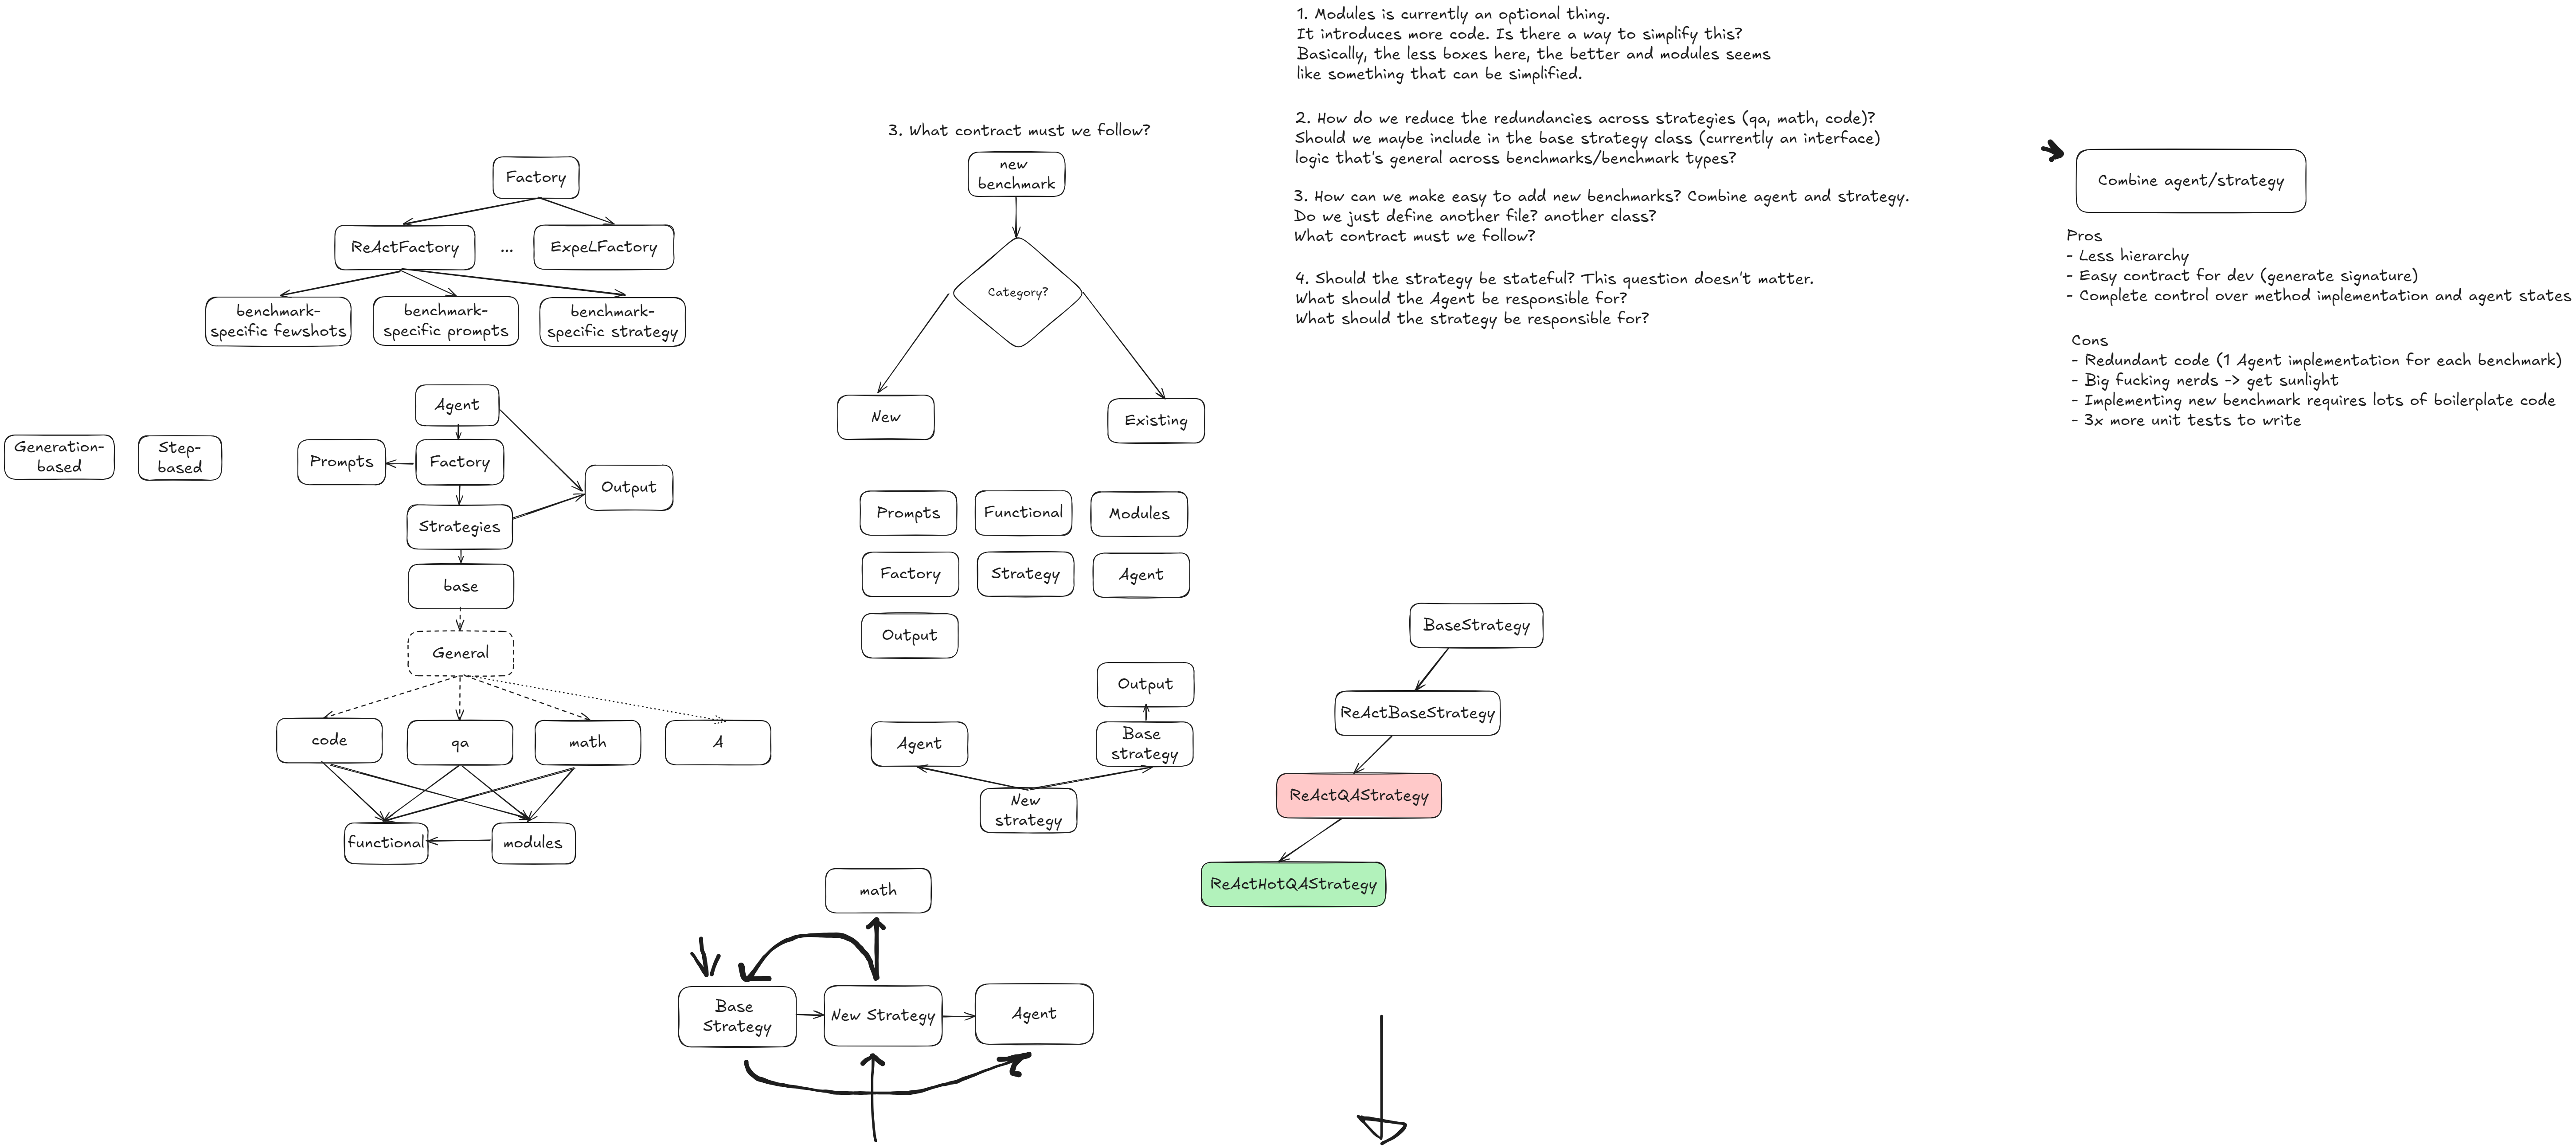 1. Modules is currently an optional thing.
It introduces more code. Is there a way to simplify this?
Basically, the less boxes here, the better and modules seems
like something that can be simplified.
2. How do we reduce the redundancies across strategies (qa, math, code)?
Should we maybe include in the base strategy class (currently an interface)
logic that's general across benchmarks/benchmark types?
3. How can we make easy to add new benchmarks? Combine agent and strategy.
Do we just define another file? another class?
What contract must we follow?
4. Should the strategy be stateful? This question doesn't matter.
What should the Agent be responsible for?
What should the strategy be responsible for?
Combine agent/strategy
Pros
- Less hierarchy
- Easy contract for dev (generate signature)
- Complete control over method implementation and agent states
Cons
- Redundant code (1 Agent implementation for each benchmark)
- Big fucking nerds -> get sunlight
- Implementing new benchmark requires lots of boilerplate code
- 3x more unit tests to write
Factory
ReActFactory
...
ExpeLFactory
benchmark-
specific fewshots
benchmark-
specific prompts
benchmark-
specific strategy
Generation-
based
Step-
based
Agent
Prompts
Factory
Output
Strategies
base
General
code
qa
math
A
functional
modules
3. What contract must we follow?
new
benchmark
Category?
New
Existing
Prompts
Functional
Modules
Factory
Strategy
Agent
Output
Output
Agent
Base
strategy
New
strategy
BaseStrategy
ReActBaseStrategy
ReActQAStrategy
ReActHotQAStrategy
math
Base
Strategy
New Strategy
Agent